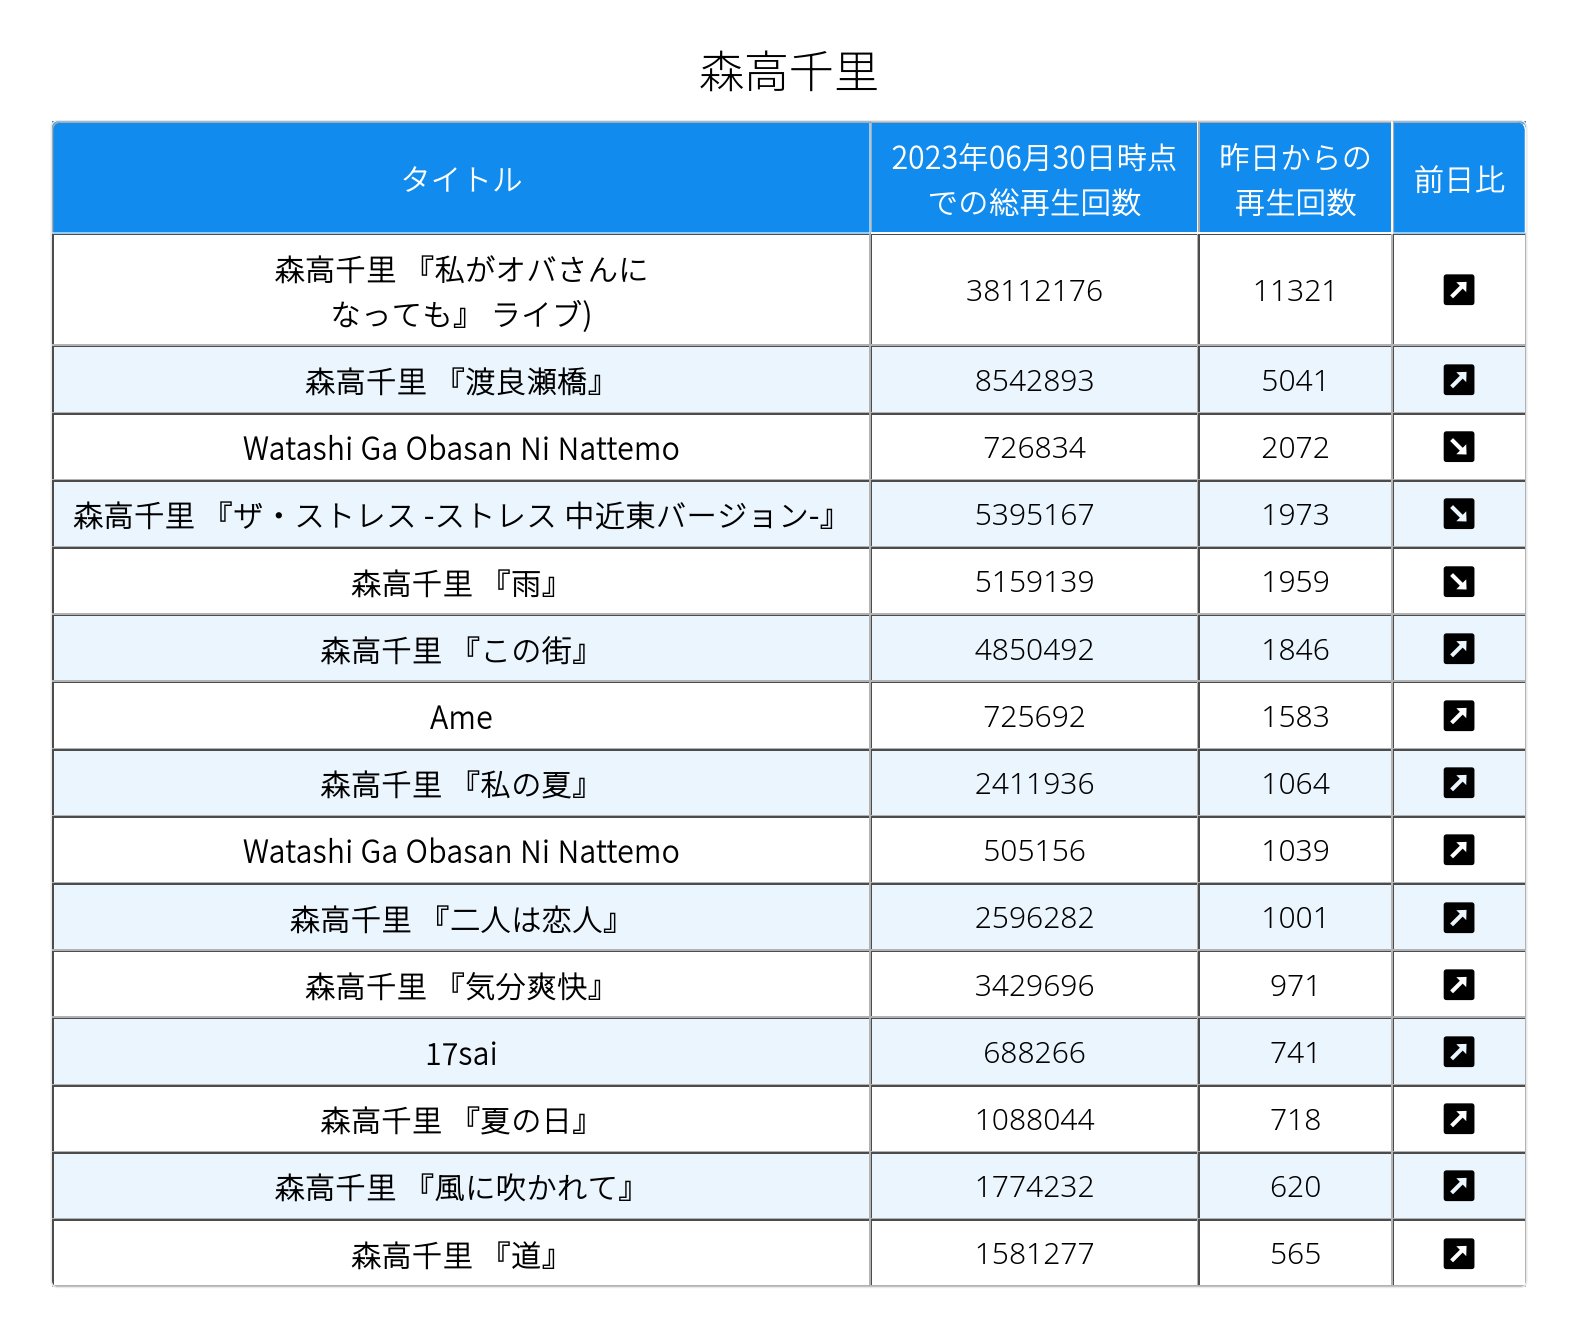 森高千里
タイトル
2023年06月30日時点
での総再生回数
昨日からの
再生回数
前日比
森高千里 『私がオバさんに
なっても』 ライブ)
38112176
11321
森高千里 『渡良瀬橋』
8542893
5041
Watashi Ga Obasan Ni Nattemo
726834
2072
森高千里 『ザ・ストレス -ストレス 中近東バージョン-』
5395167
1973
森高千里 『雨』
5159139
1959
森高千里 『この街』
4850492
1846
Ame
725692
1583
森高千里 『私の夏』
2411936
1064
Watashi Ga Obasan Ni Nattemo
505156
1039
森高千里 『二人は恋人』
2596282
1001
森高千里 『気分爽快』
3429696
971
17sai
688266
741
森高千里 『夏の日』
1088044
718
森高千里 『風に吹かれて』
1774232
620
森高千里 『道』
1581277
565